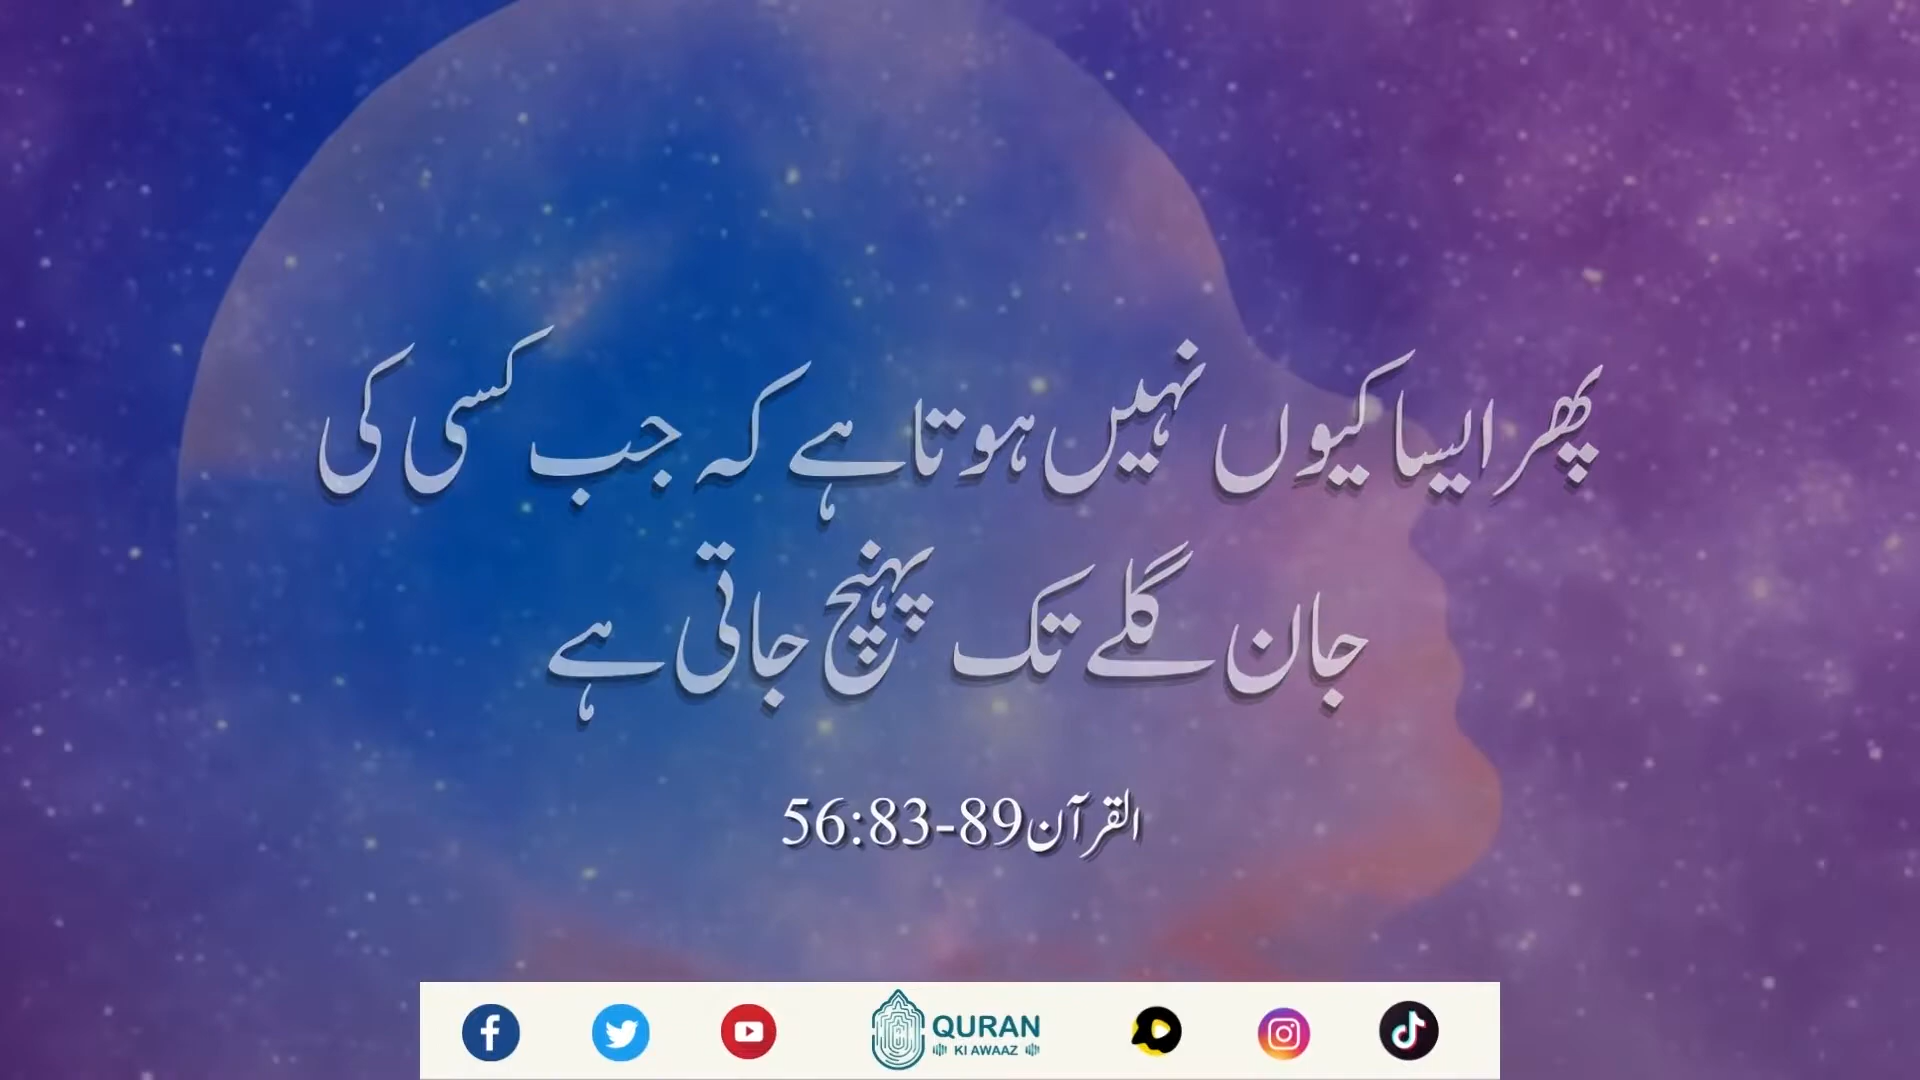 پھر ایسا کیوں نہیں ہوتا ہے کہ جب کسی کی
جان گلے تک پہنچ جاتی ہے
القرآن 56:83-89
QURAN
KI AWAAZ